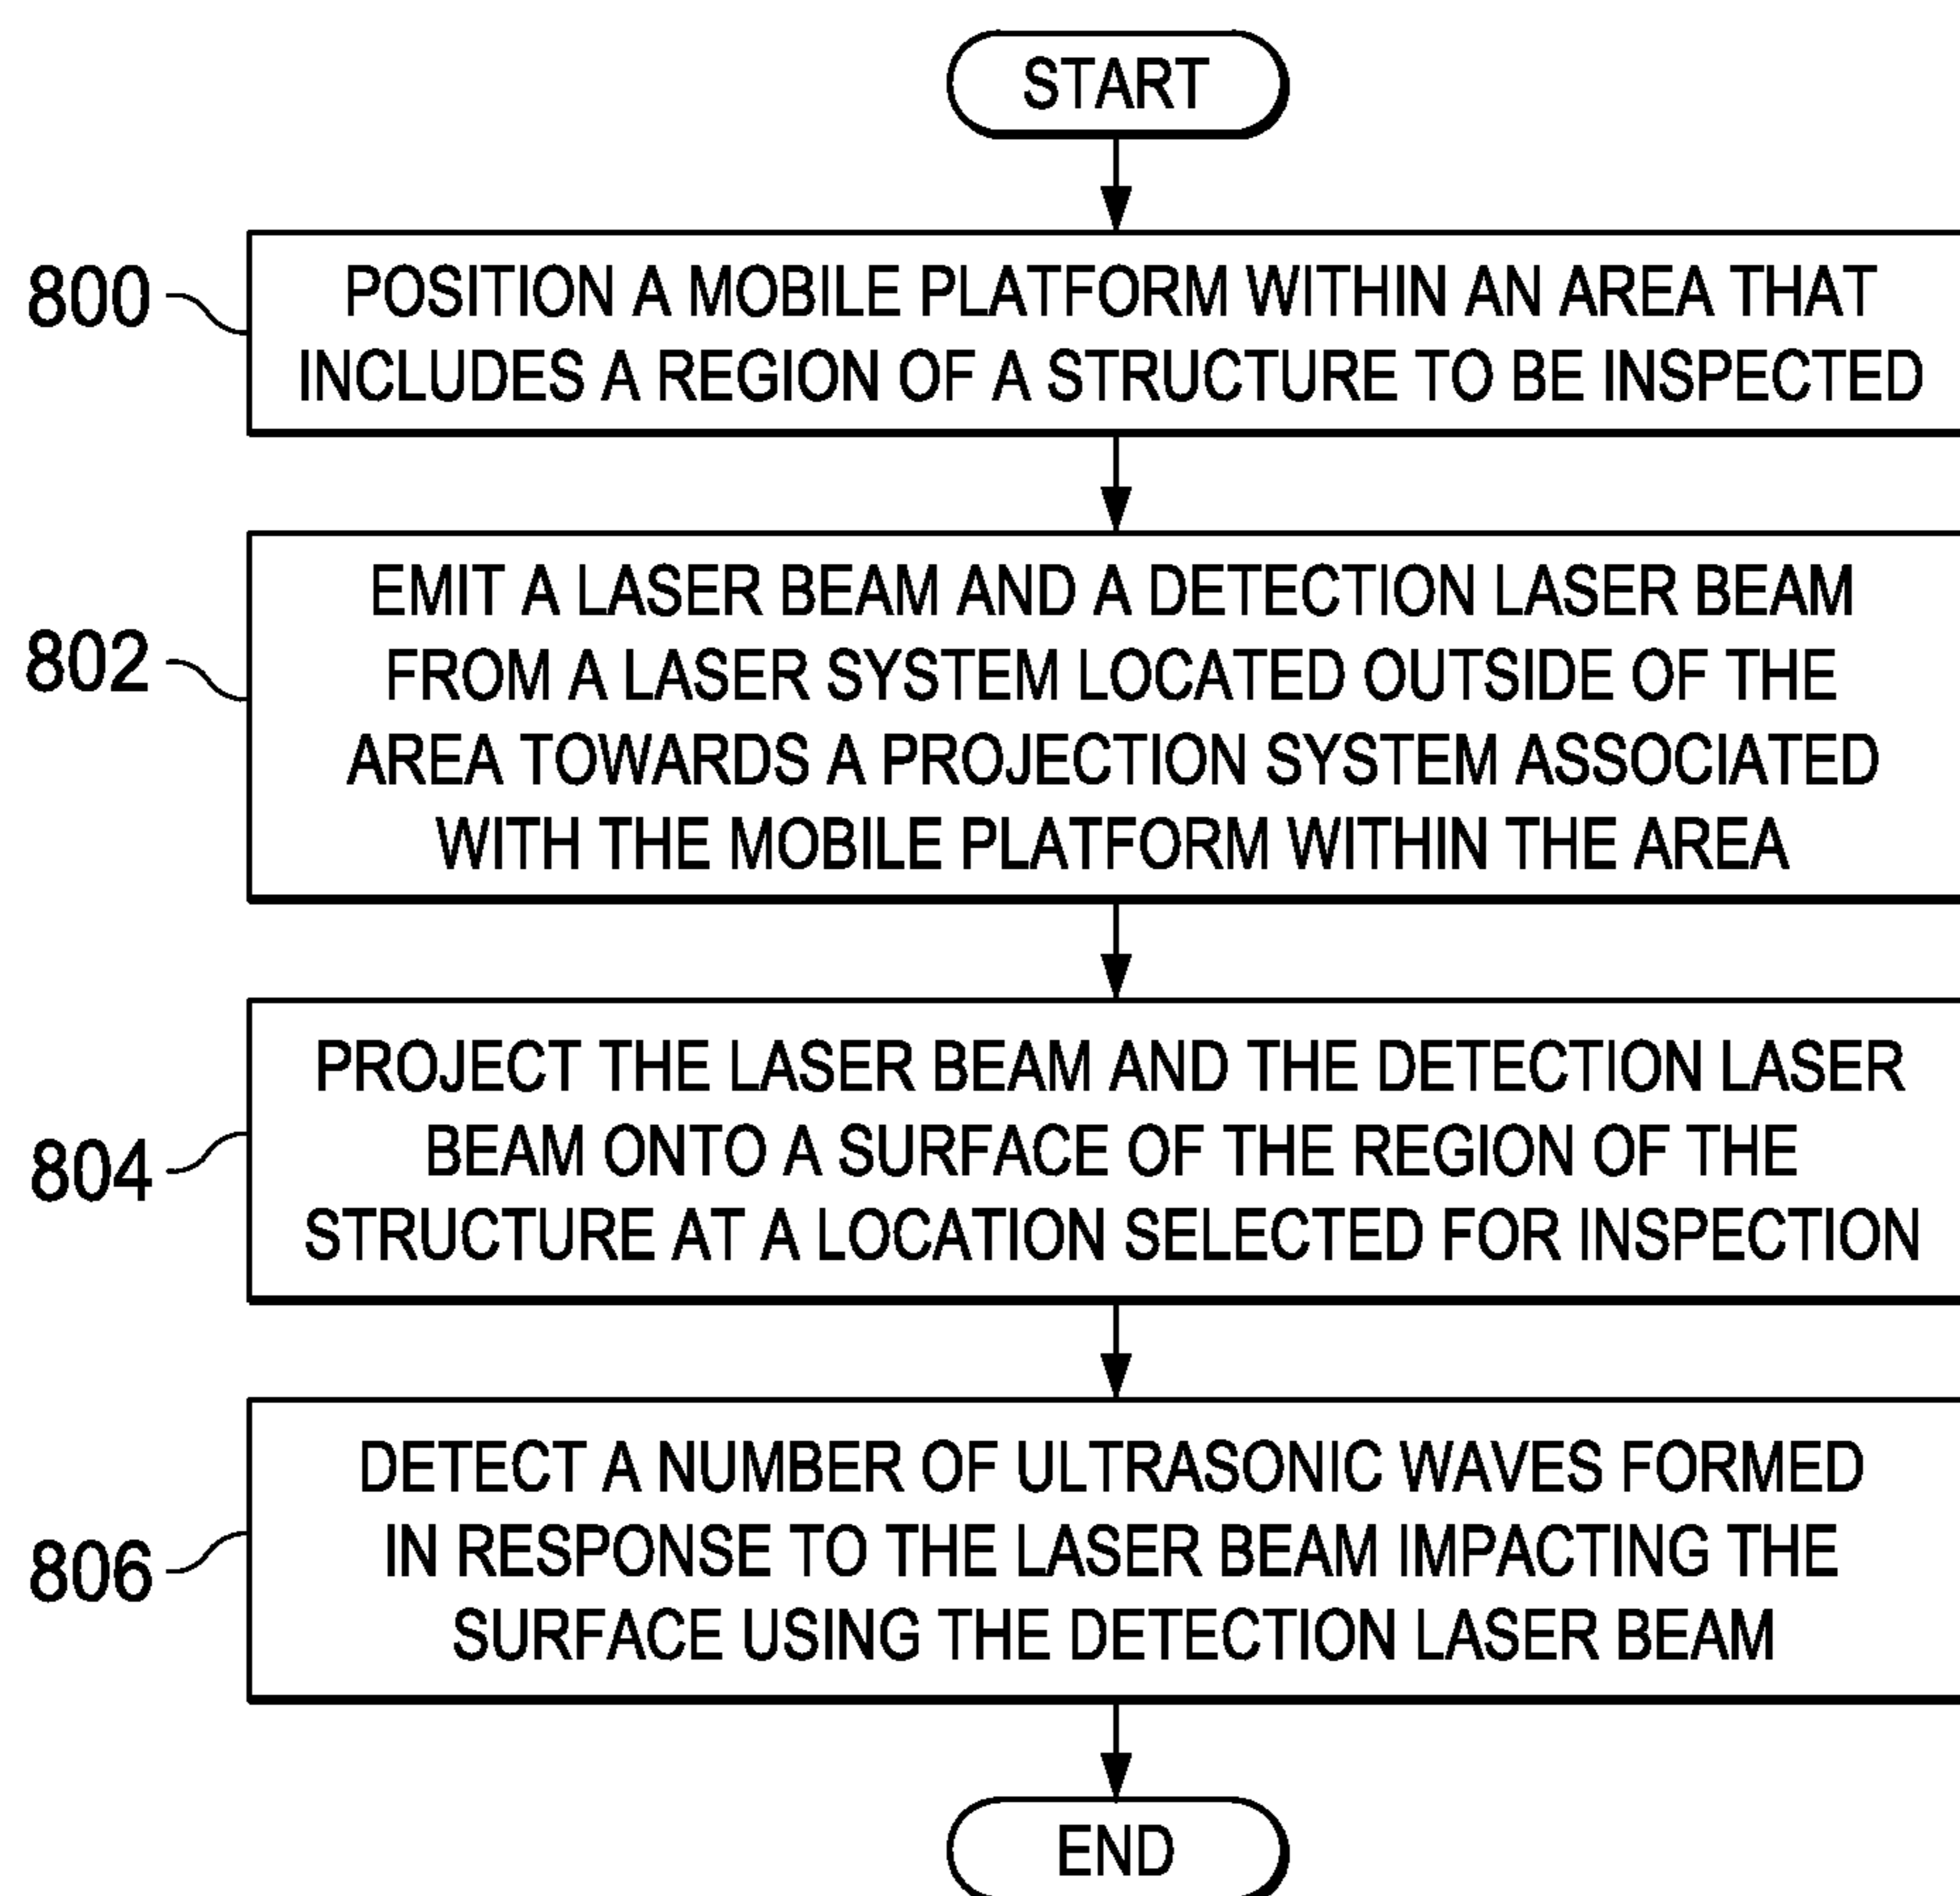 START
800
POSITION A MOBILE PLATFORM WITHIN AN AREA THAT
INCLUDES A REGION OF A STRUCTURE TO BE INSPECTED
802
EMIT A LASER BEAM AND A DETECTION LASER BEAM
FROM A LASER SYSTEM LOCATED OUTSIDE OF THE
AREA TOWARDS A PROJECTION SYSTEM ASSOCIATED
WITH THE MOBILE PLATFORM WITHIN THE AREA
804
PROJECT THE LASER BEAM AND THE DETECTION LASER
BEAM ONTO A SURFACE OF THE REGION OF THE
STRUCTURE AT A LOCATION SELECTED FOR INSPECTION
806
DETECT A NUMBER OF ULTRASONIC WAVES FORMED
IN RESPONSE TO THE LASER BEAM IMPACTING THE
SURFACE USING THE DETECTION LASER BEAM
END